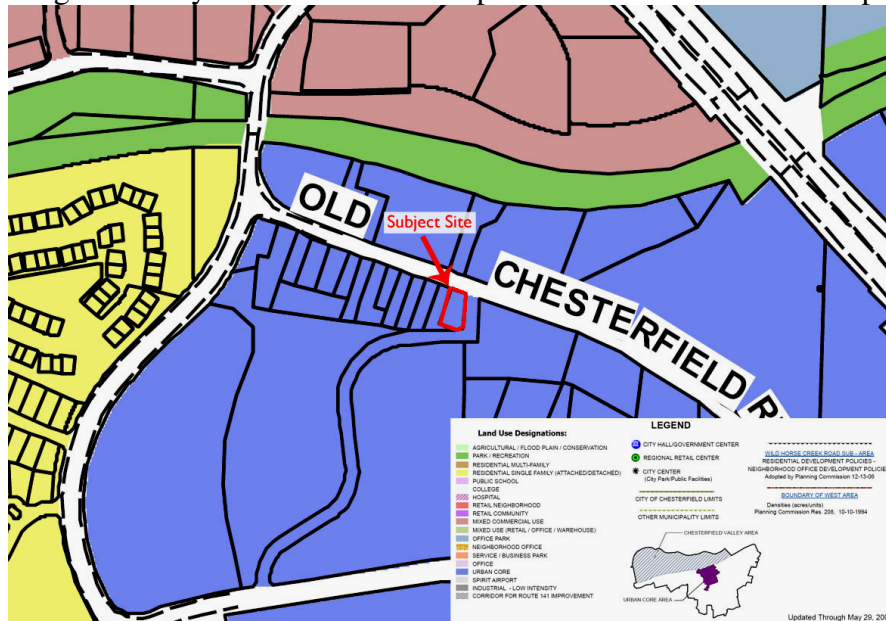 OLD
Subject Site
CHESTERFIELD
LEGEND
Land Use Designations:
AGRICULTURAL / FLOOD PLAIN / CONSERVATION
PARK / RECREATION
RESIDENTIAL MULTI-FAMILY
RESIDENTIAL SINGLE FAMILY (ATTACHED/DETACHED)
PUBLIC SCHOOL
COLLEGE
HOSPITAL
RETAIL NEIGHBORHOOD
RETAIL COMMUNITY
MIXED COMMERCIAL USE
MIXED USE (RETAIL / OFFICE / WAREHOUSE)
OFFICE PARK
NEIGHBORHOOD OFFICE
SERVICE / BUSINESS PARK
OFFICE
URBAN CORE
SPIRIT AIRPORT
INDUSTRIAL - LOW INTENSITY
CORRIDOR FOR ROUTE 141 IMPROVEMENT
CITY HALL/GOVERNMENT CENTER
REGIONAL RETAIL CENTER
CITY CENTER
(City Park/Public Facilities)
CITY OF CHESTERFIELD LIMITS
OTHER MUNICIPALITY LIMITS
WILD HORSE CREEK ROAD SUB - AREA
RESIDENTIAL DEVELOPMENT POLICIES -
NEIGHBORHOOD OFFICE DEVELOPMENT POLICIE
Adopted by Planning Commission 12-13-06
BOUNDARY OF WEST AREA
Densities (acres/units)
Planning Commission Res. 208, 10-10-1994
CHESTERFIELD VALLEY AREA
URBAN CORE AREA
Updated Through May 29, 200